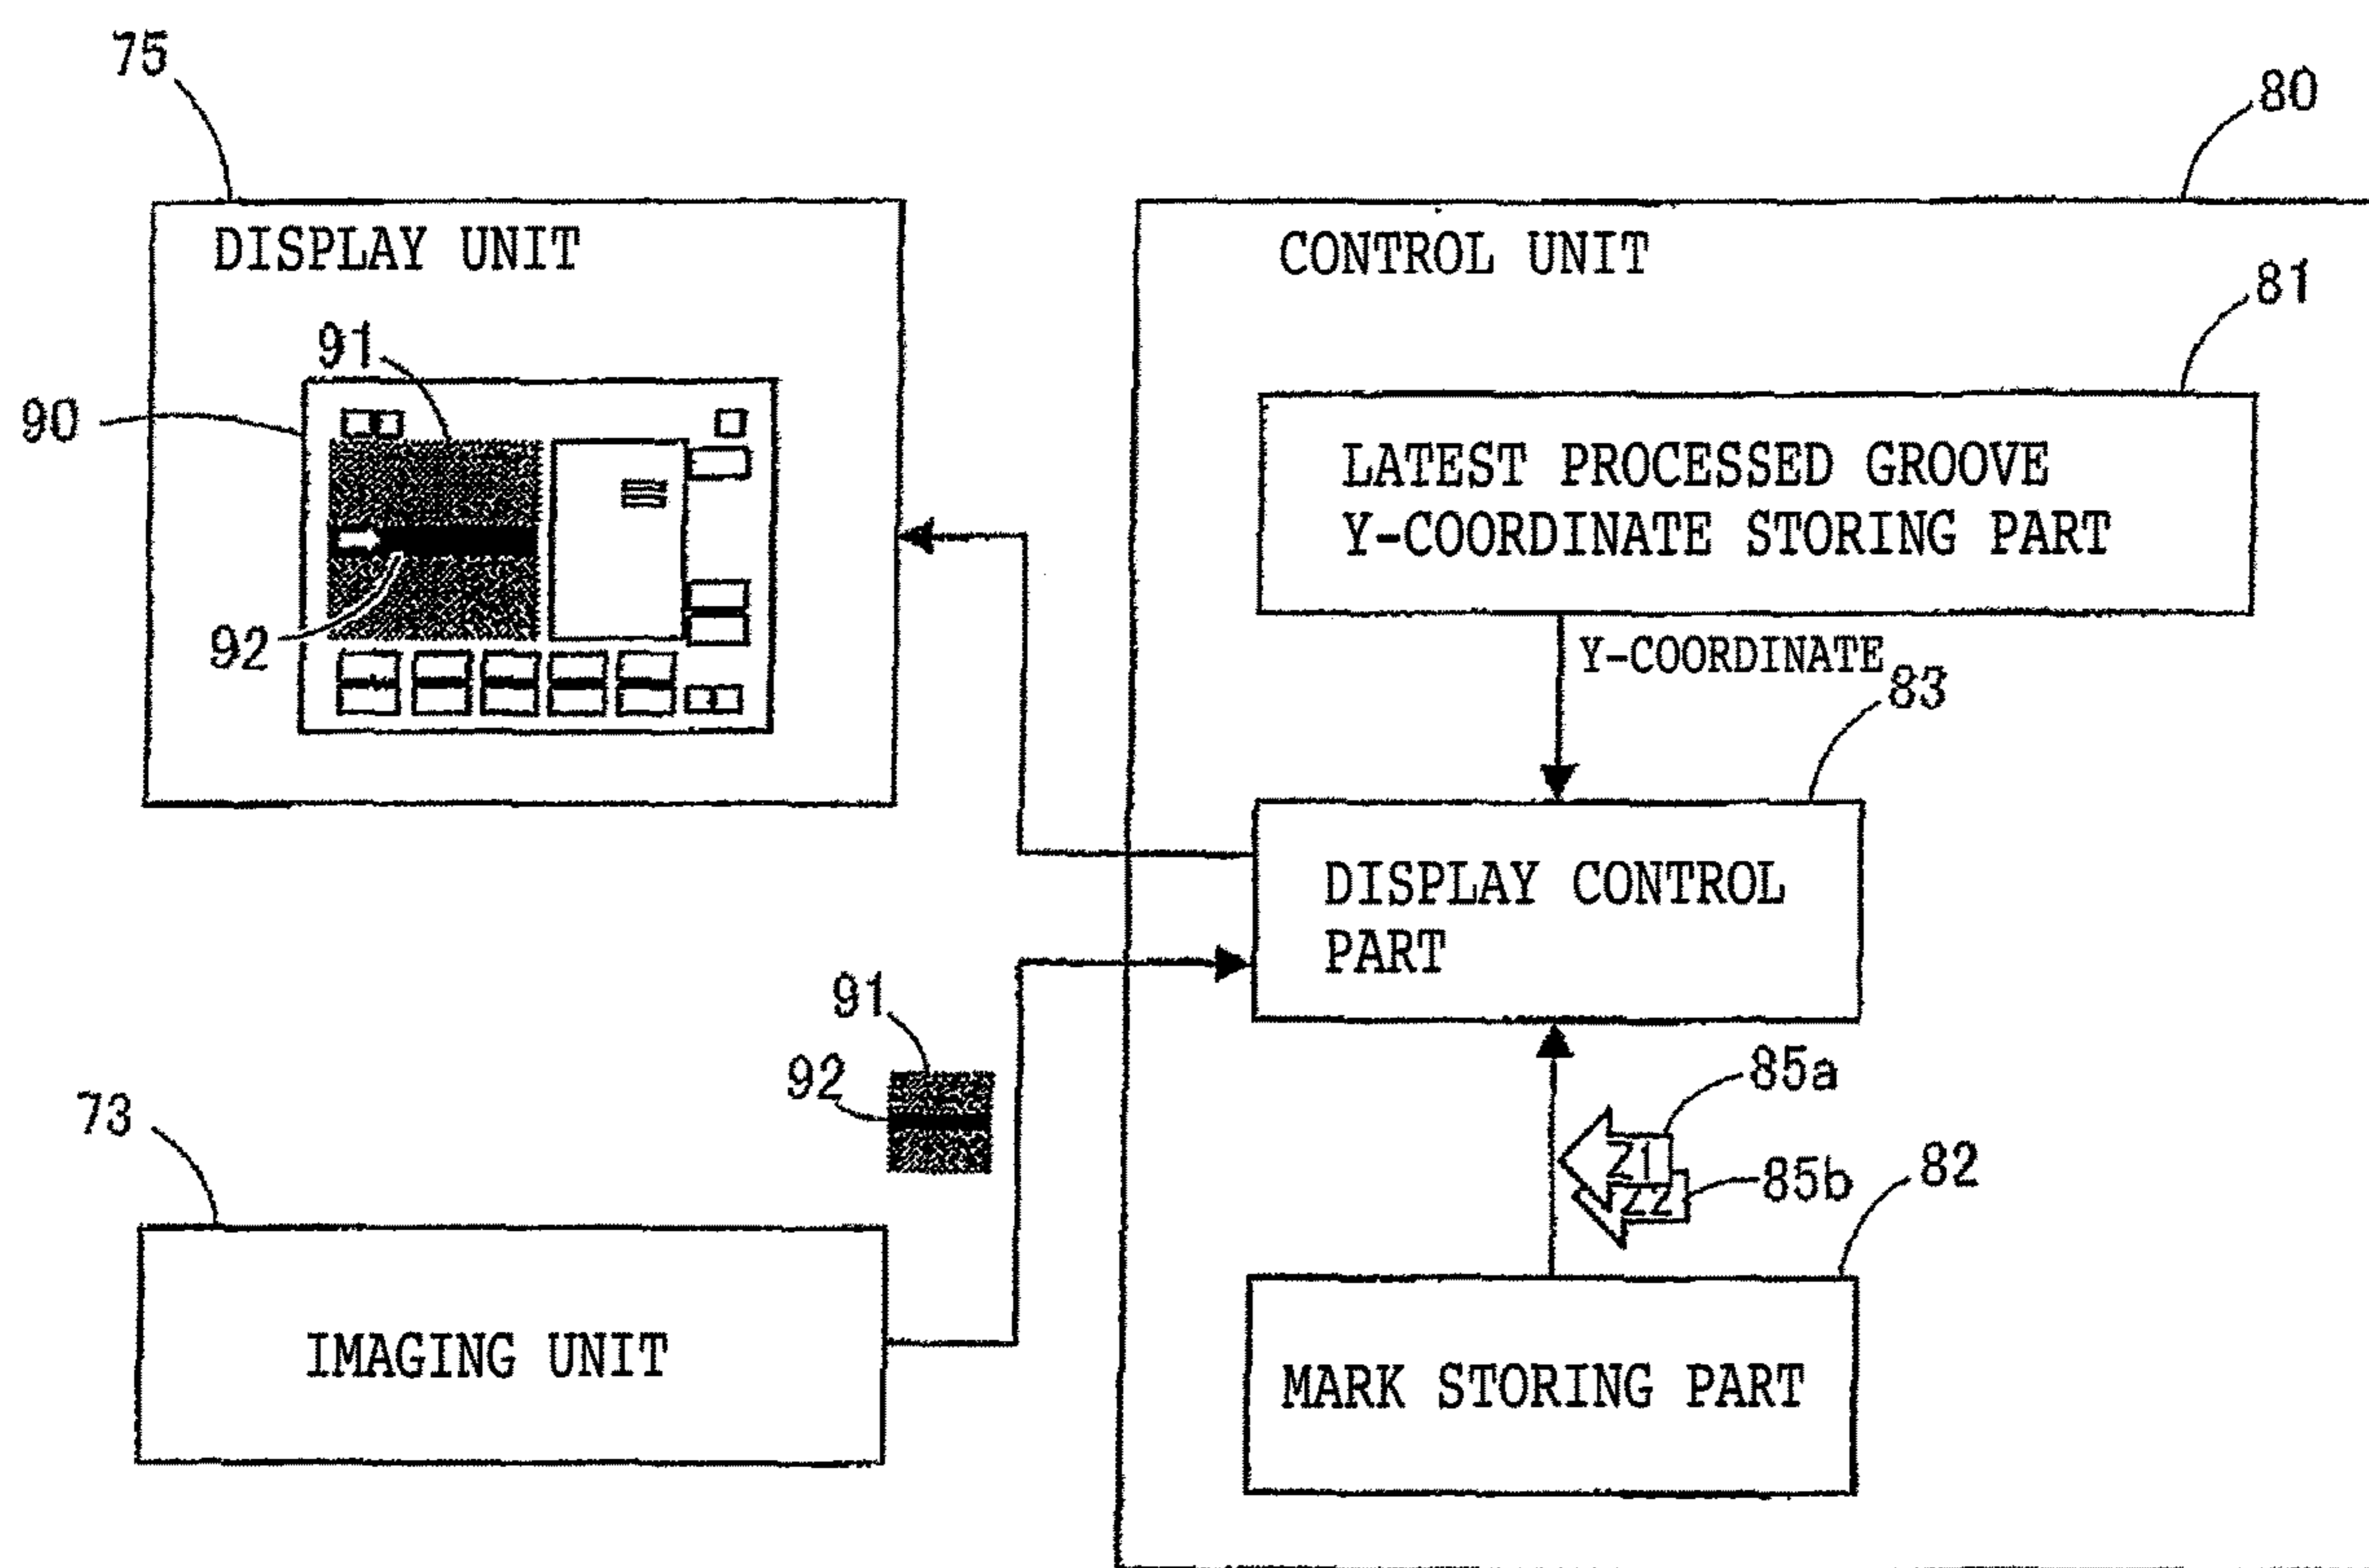 75
80
DISPLAY UNIT
CONTROL UNIT
81
91
90
LATEST PROCESSED GROOVE
Y-COORDINATE STORING PART
92
Y-COORDINATE
83
DISPLAY CONTROL
PART
91
92
85a
73
Z1
85b
82
Z2
IMAGING UNIT
MARK STORING PART